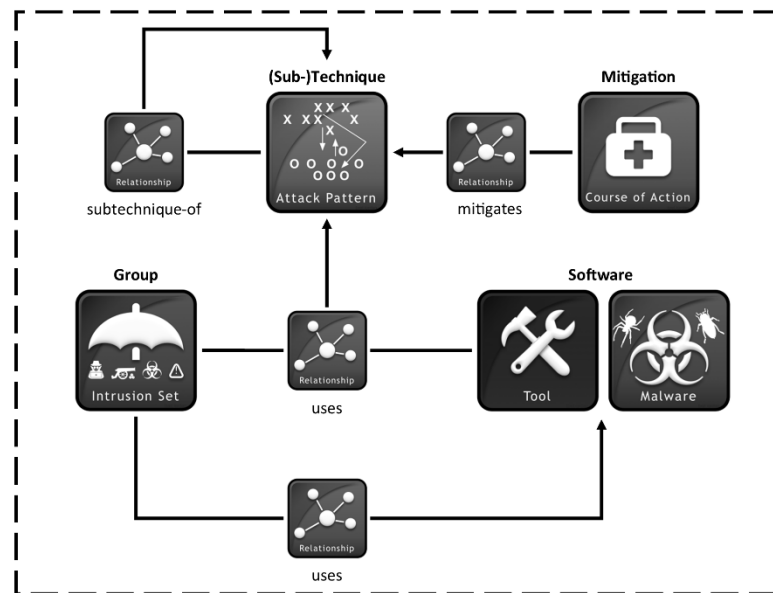 (Sub-)Technique
Mitigation
X X X
X X X X
X
O
O O O O O
O O O
Relationship
Attack Pattern
Relationship
Course of Action
subtechnique-of
mitigates
Group
Software
Relationship
Intrusion Set
Tool
Malware
uses
Relationship
uses